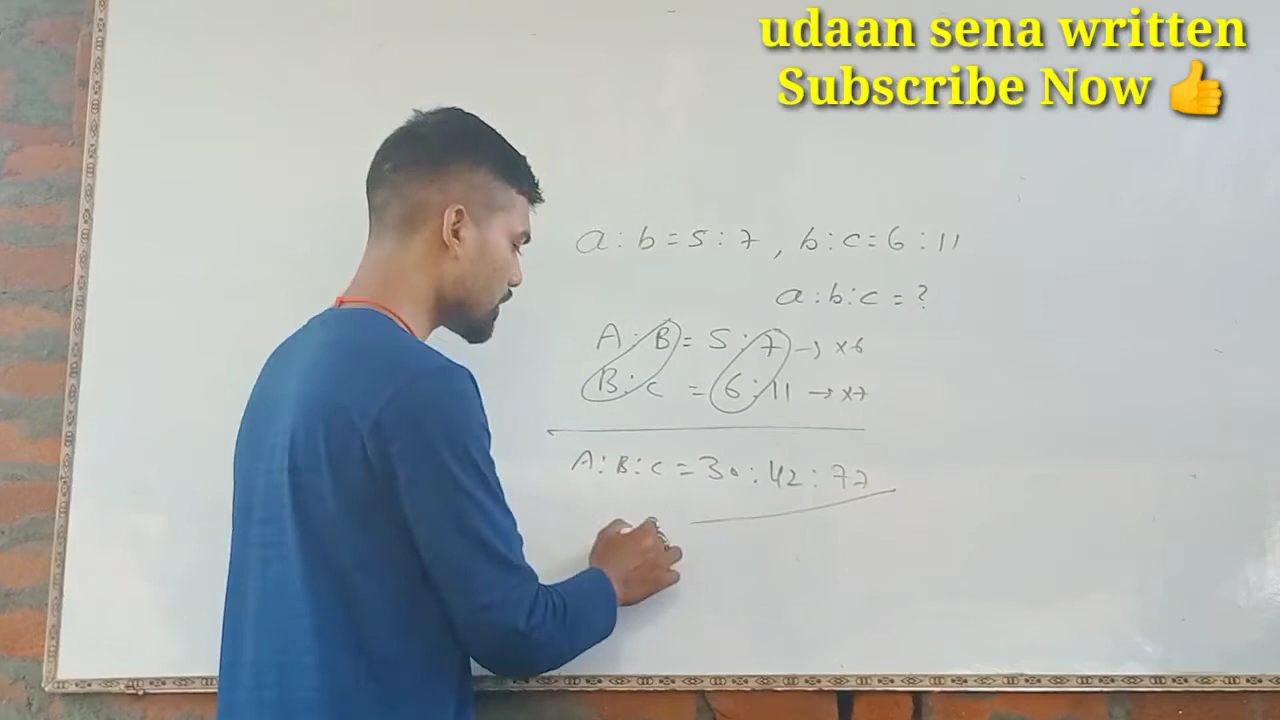 udaan sena written
Subscribe Now 👍
a : b = 5 : 7 , b : c = 6 : 11
a : b : c = ?
A : B = 5 : 7 → ×6
B : c = 6 : 11 → ×7
A : B : c = 30 : 42 : 77